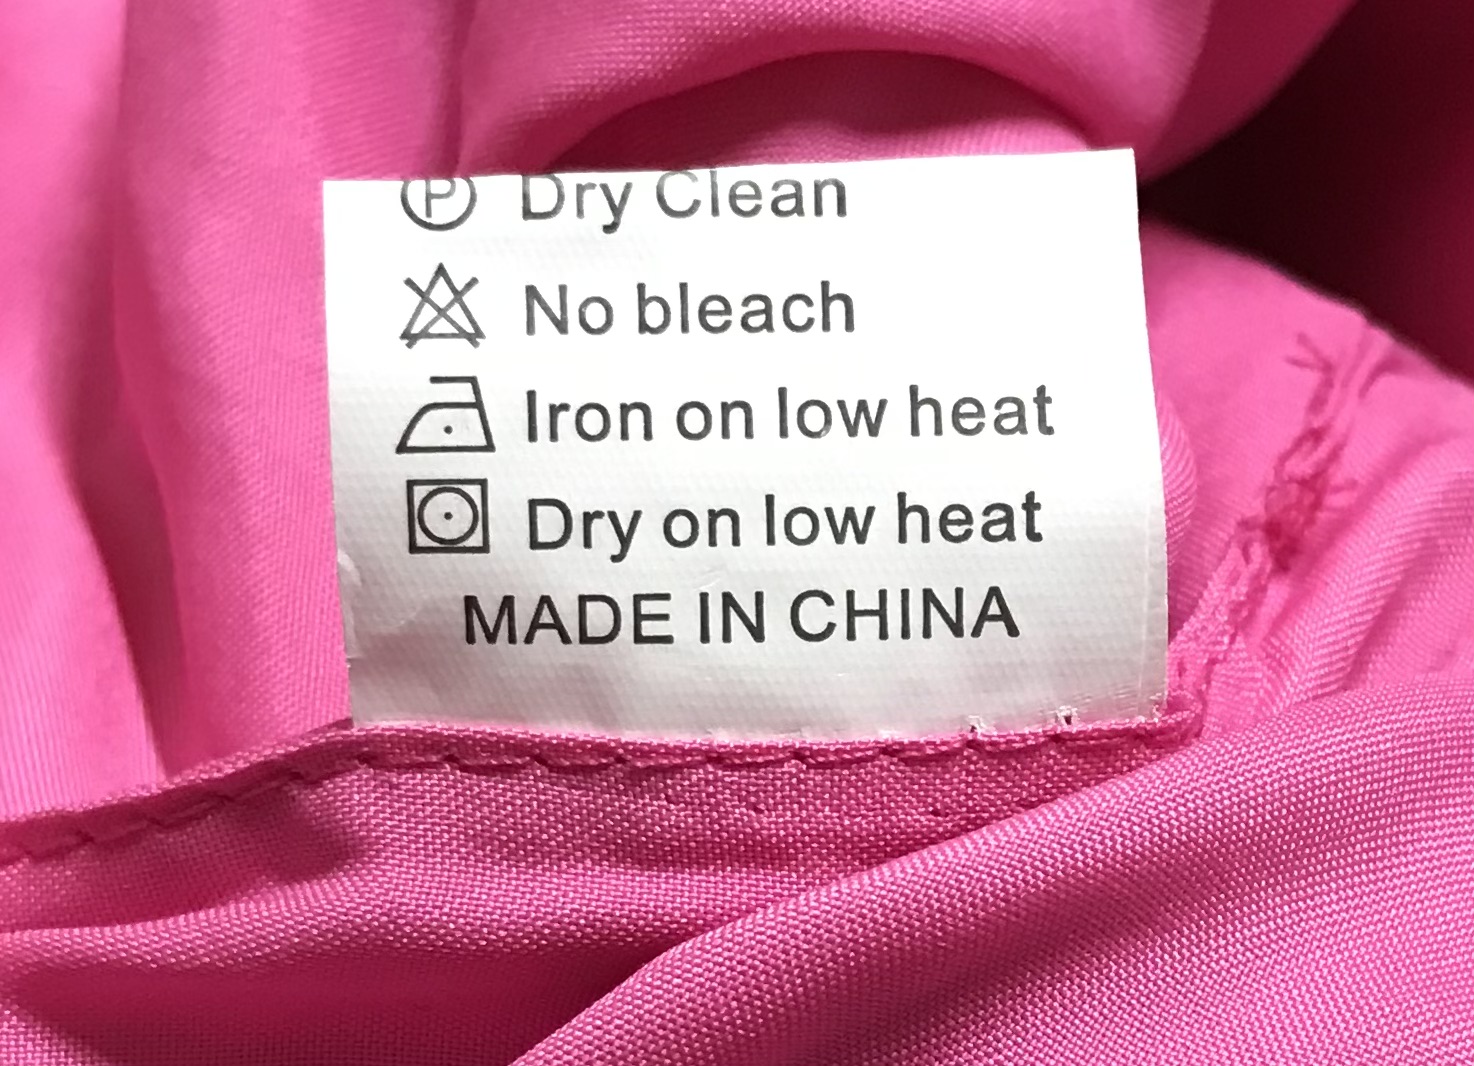 Ⓟ Dry Clean
No bleach
Iron on low heat
Dry on low heat
MADE IN CHINA